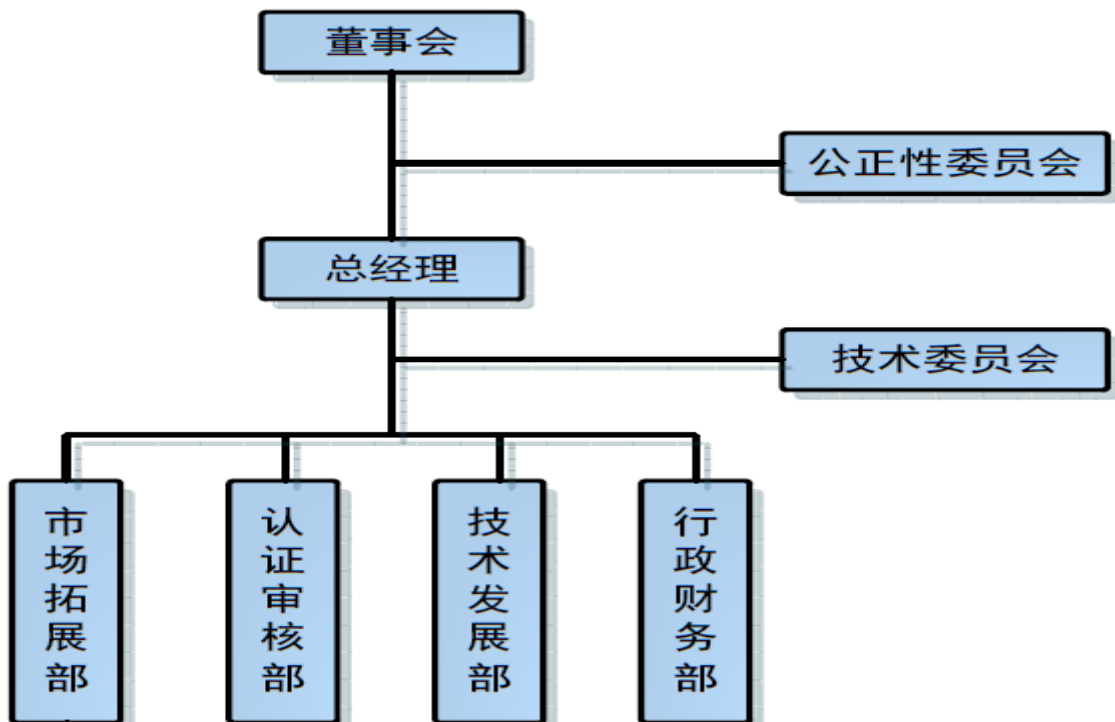 董事会
公正性委员会
总经理
技术委员会
市场拓展部
认证审核部
技术发展部
行政财务部